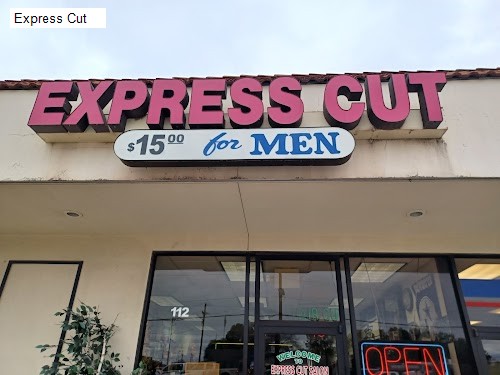 Express Cut
EXPRESS CUT
$15.00 for MEN
112
WELCOME
TO
EXPRESS CUT SALON
OPEN